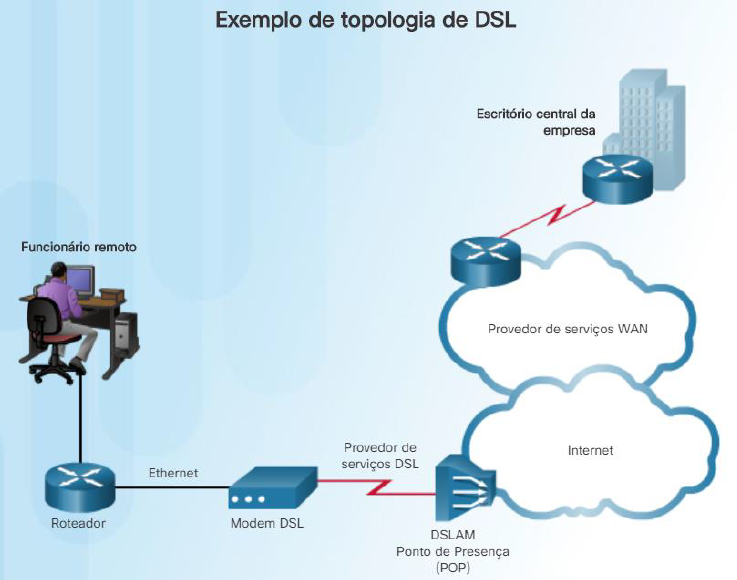 Exemplo de topologia de DSL
Escritório central da
empresa
Funcionário remoto
Provedor de serviços WAN
Internet
Provedor de
serviços DSL
Ethernet
Roteador
Modem DSL
DSLAM
Ponto de Presença
(POP)